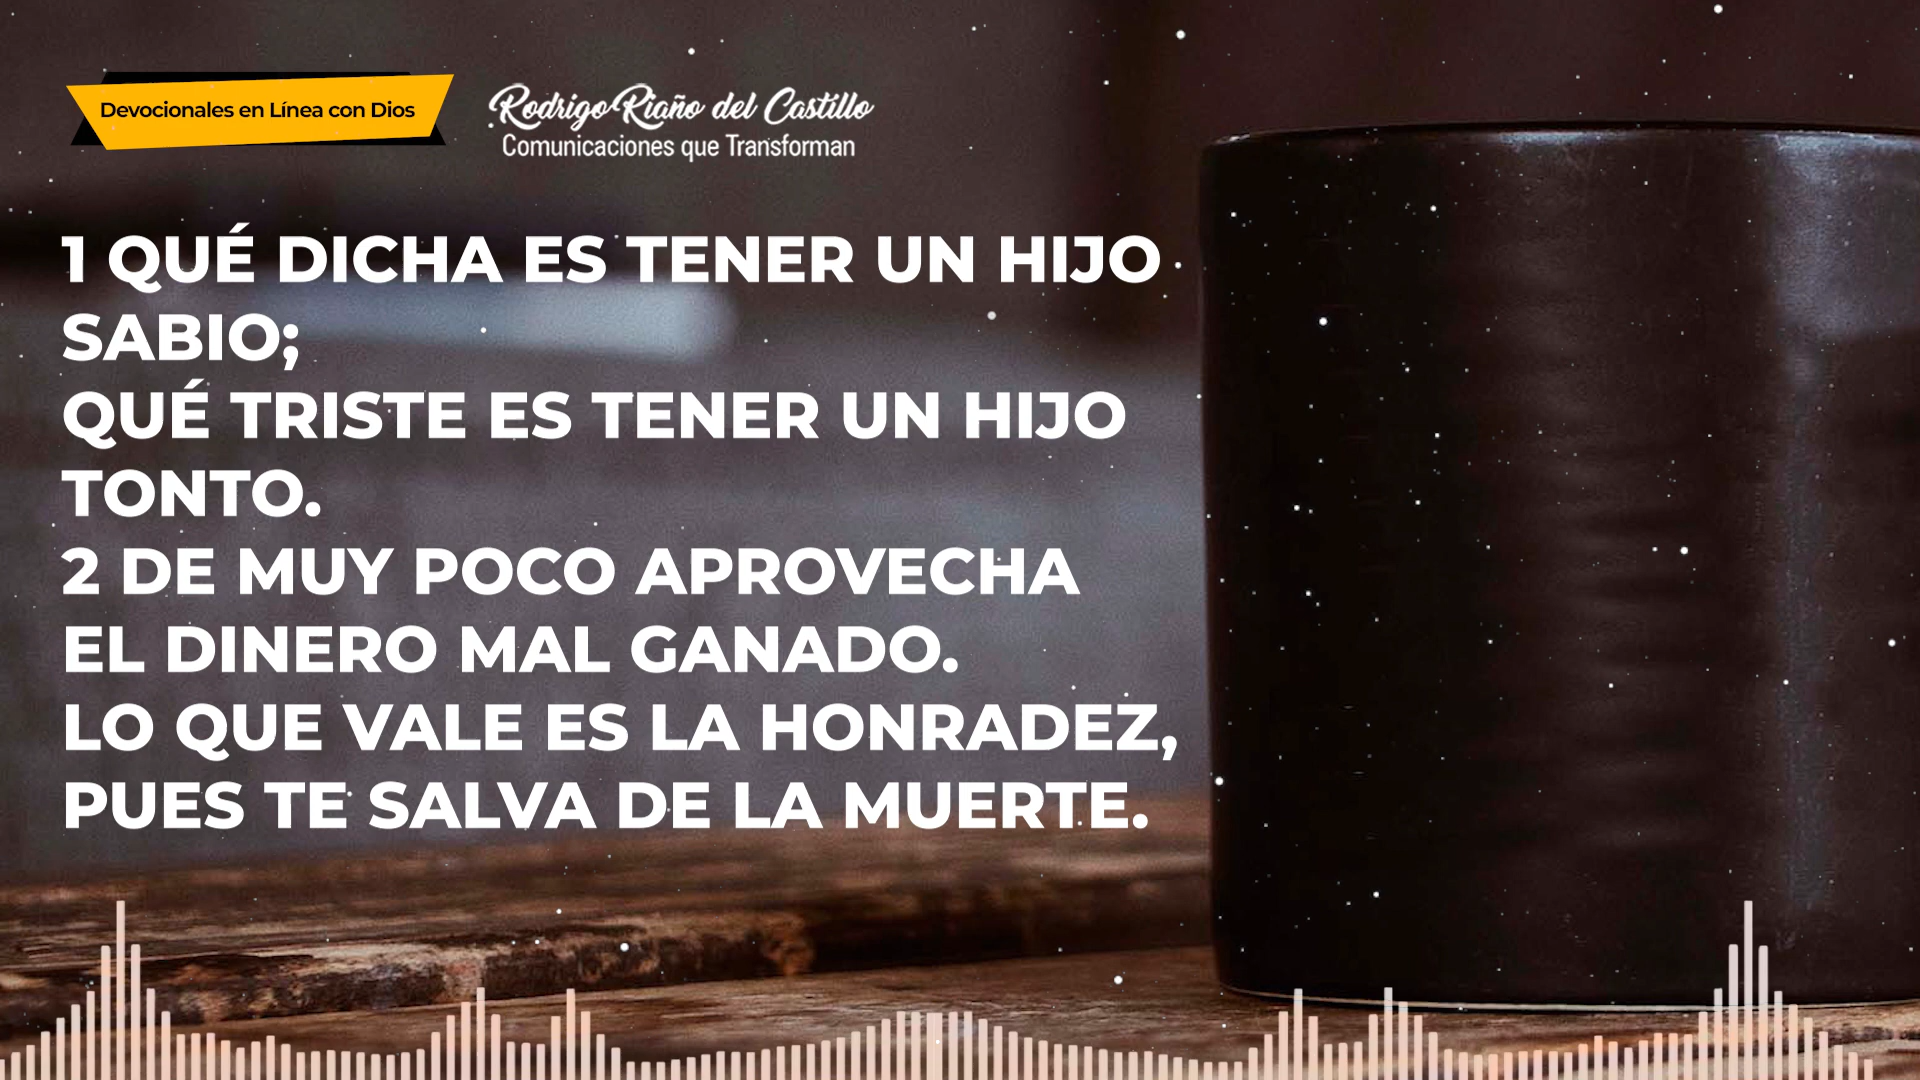 Devocionales en Línea con Dios
Rodrigo Riaño del Castillo
Comunicaciones que Transforman
1 QUÉ DICHA ES TENER UN HIJO
SABIO;
QUÉ TRISTE ES TENER UN HIJO
TONTO.
2 DE MUY POCO APROVECHA
EL DINERO MAL GANADO.
LO QUE VALE ES LA HONRADEZ,
PUES TE SALVA DE LA MUERTE.